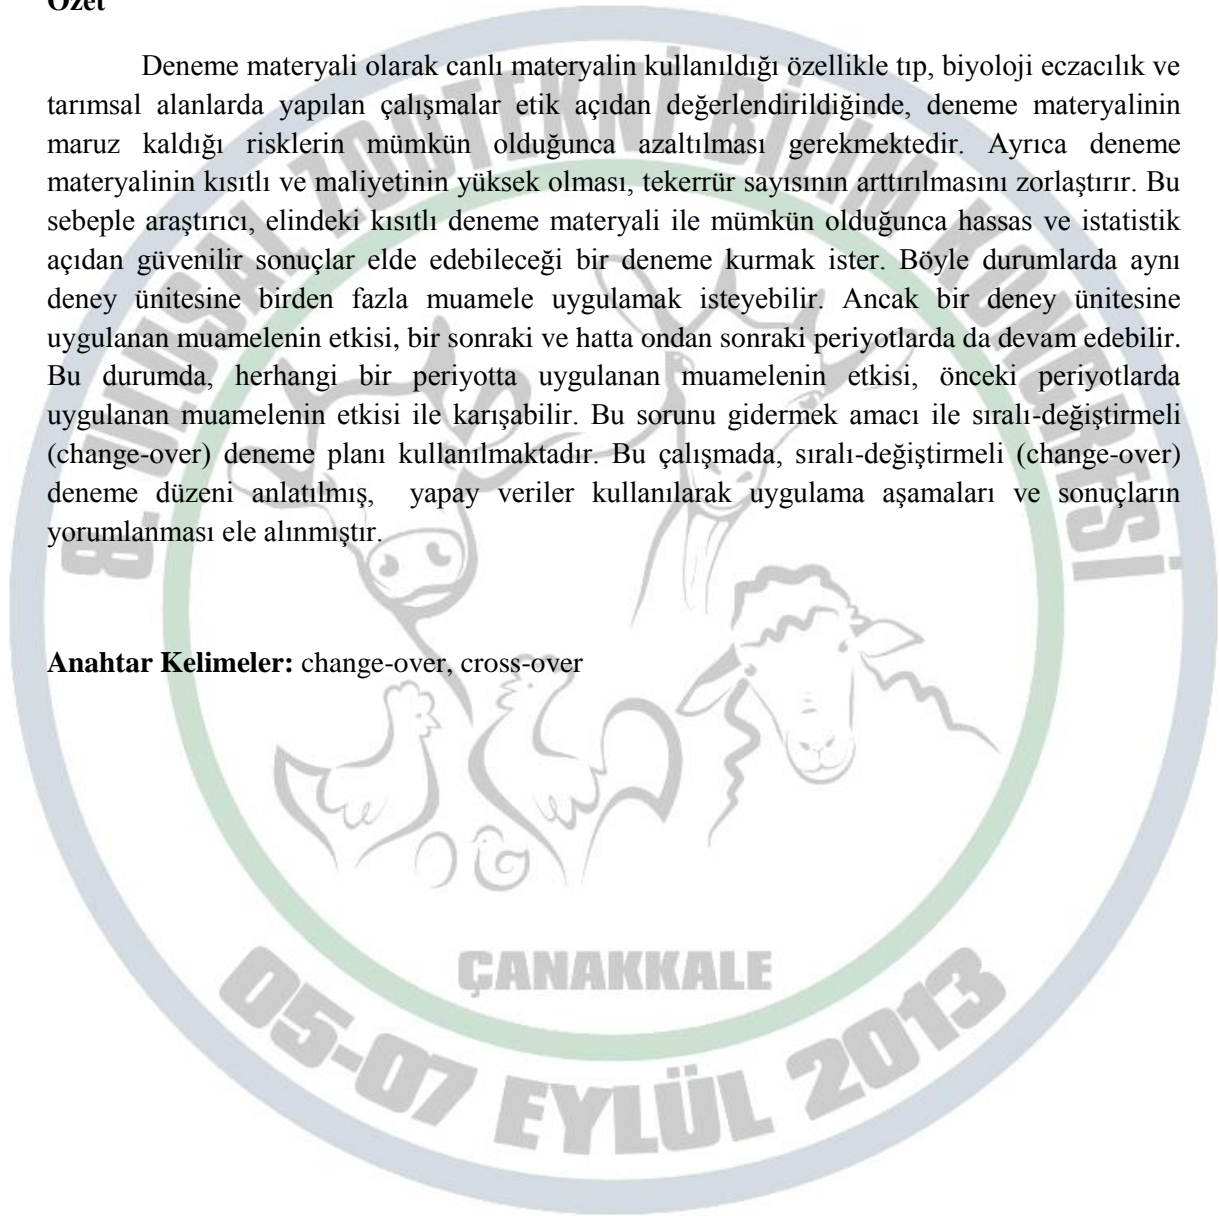 Özet
Deneme materyali olarak canlı materyalin kullanıldığı özellikle tıp, biyoloji eczacılık ve
tarımsal alanlarda yapılan çalışmalar etik açıdan değerlendirildiğinde, deneme materyalinin
maruz kaldığı risklerin mümkün olduğunca azaltılması gerekmektedir. Ayrıca deneme
materyalinin kısıtlı ve maliyetinin yüksek olması, tekerrür sayısının arttırılmasını zorlaştırır. Bu
sebeple araştırıcı, elindeki kısıtlı deneme materyali ile mümkün olduğunca hassas ve istatistik
açıdan güvenilir sonuçlar elde edebileceği bir deneme kurmak ister. Böyle durumlarda aynı
deney ünitesine birden fazla muamele uygulamak isteyebilir. Ancak bir deney ünitesine
uygulanan muamelenin etkisi, bir sonraki ve hatta ondan sonraki periyotlarda da devam edebilir.
Bu durumda, herhangi bir periyotta uygulanan muamelenin etkisi, önceki periyotlarda
uygulanan muamelenin etkisi ile karışabilir. Bu sorunu gidermek amacı ile sıralı-değiştirmeli
(change-over) deneme planı kullanılmaktadır. Bu çalışmada, sıralı-değiştirmeli (change-over)
deneme düzeni anlatılmış, yapay veriler kullanılarak uygulama aşamaları ve sonuçların
yorumlanması ele alınmıştır.
Anahtar Kelimeler: change-over, cross-over
8. ULUSAL ZOOTEKNİ BİLİM KONGRESİ
ÇANAKKALE
05-07 EYLÜL 2013